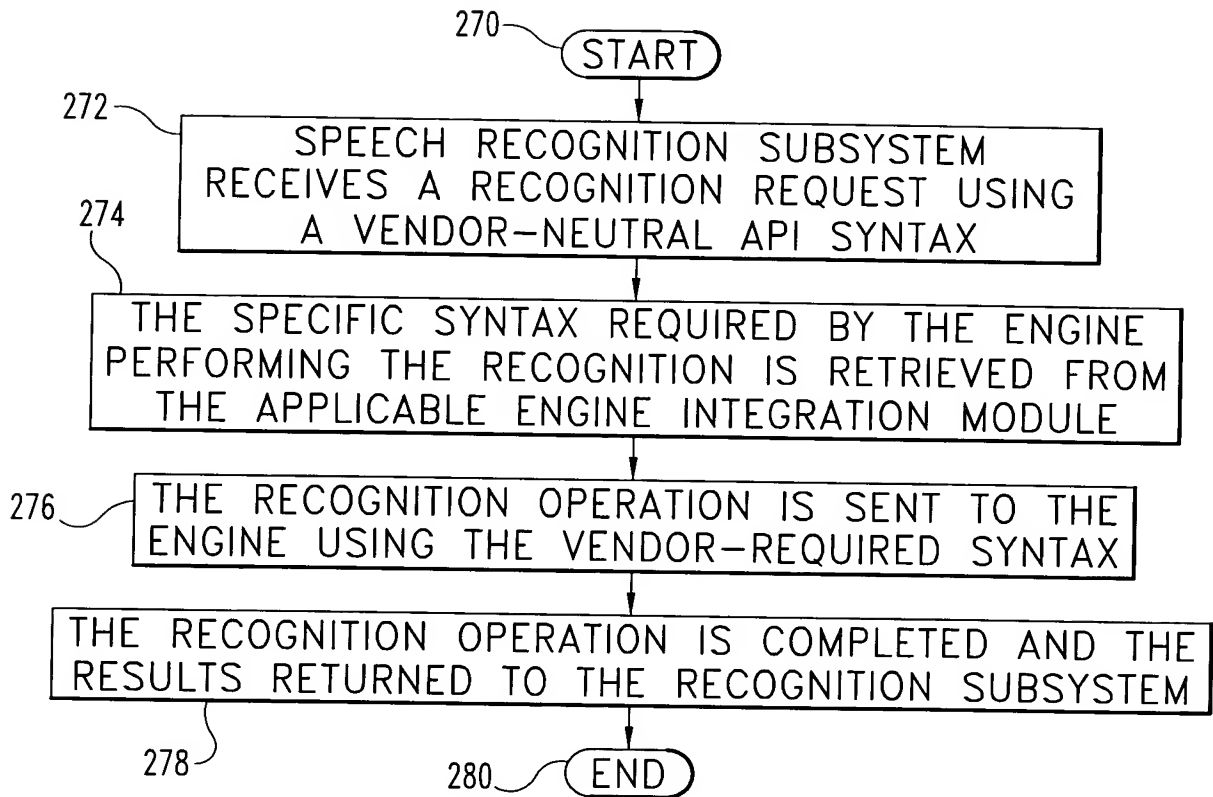 270
START
272
SPEECH RECOGNITION SUBSYSTEM
RECEIVES A RECOGNITION REQUEST USING
A VENDOR-NEUTRAL API SYNTAX
274
THE SPECIFIC SYNTAX REQUIRED BY THE ENGINE
PERFORMING THE RECOGNITION IS RETRIEVED FROM
THE APPLICABLE ENGINE INTEGRATION MODULE
276
THE RECOGNITION OPERATION IS SENT TO THE
ENGINE USING THE VENDOR-REQUIRED SYNTAX
THE RECOGNITION OPERATION IS COMPLETED AND THE
RESULTS RETURNED TO THE RECOGNITION SUBSYSTEM
278
280
END